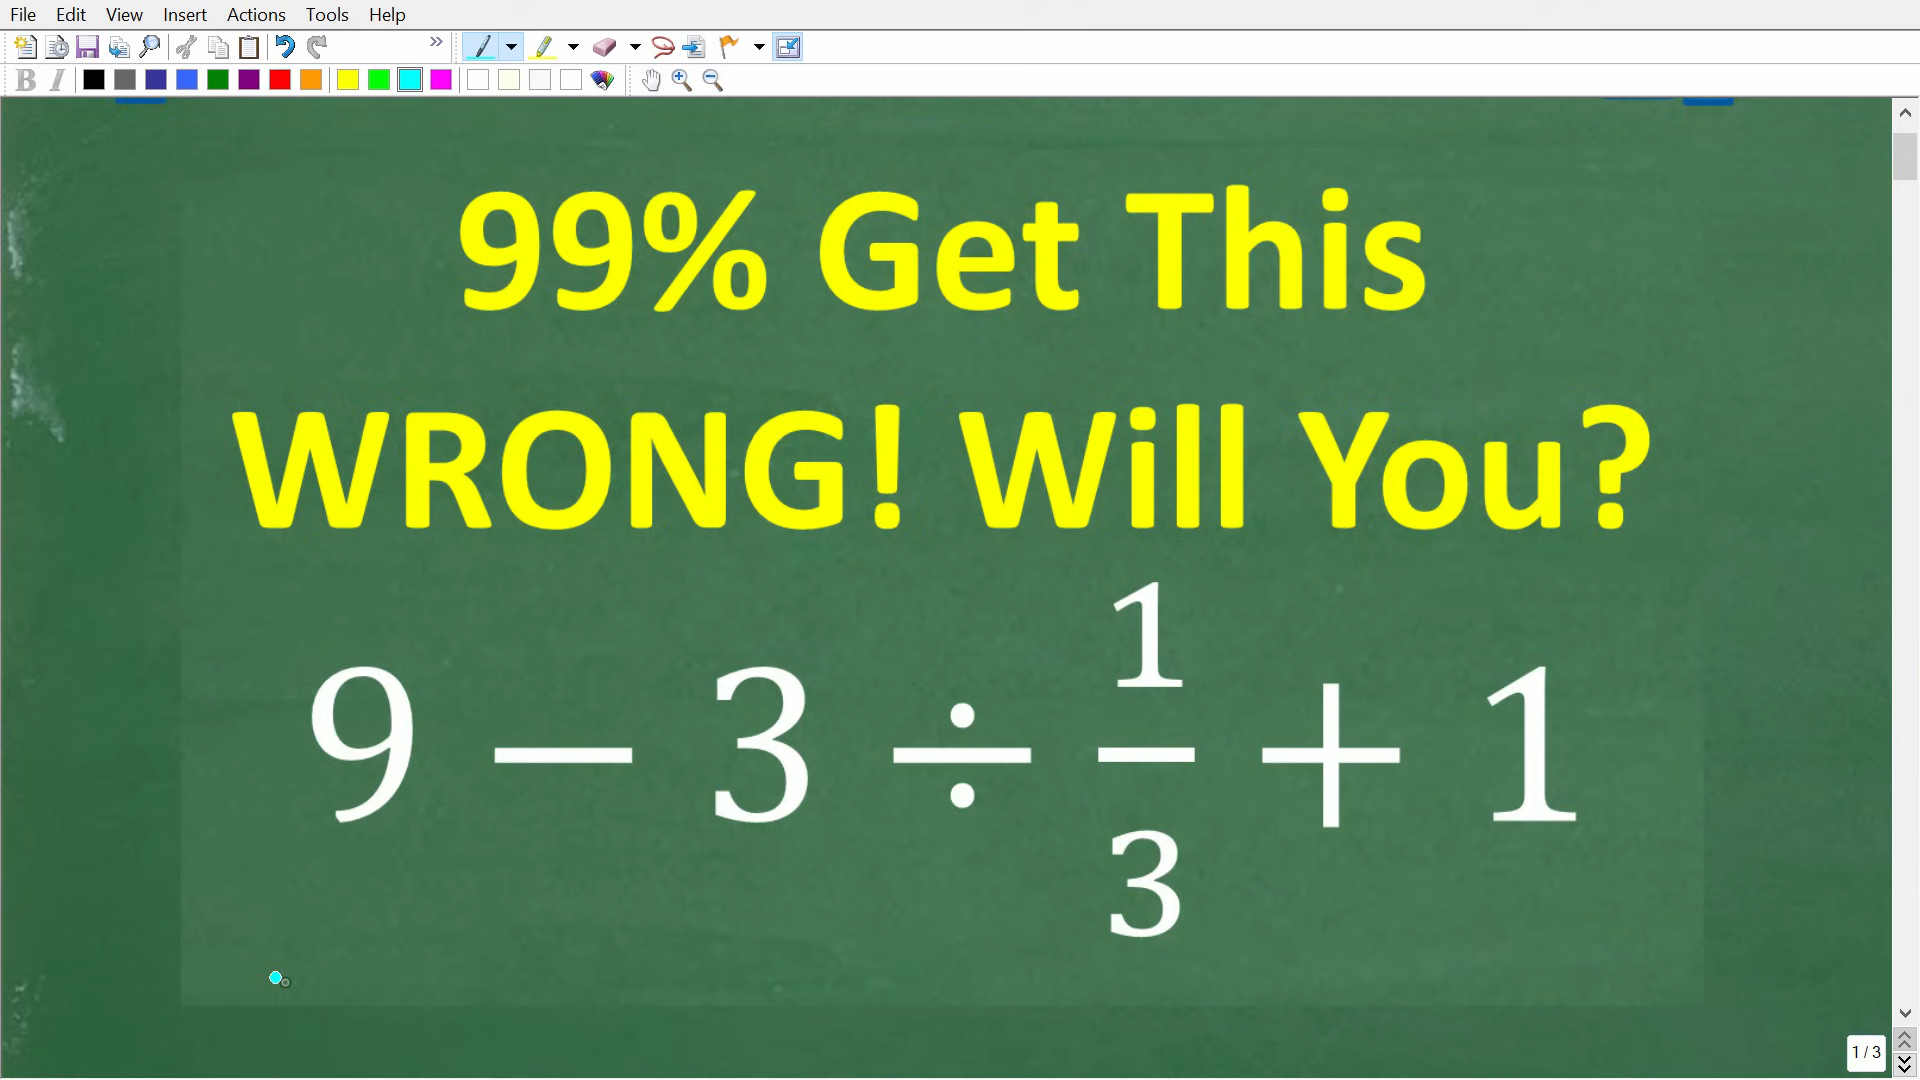 File Edit View Insert Actions Tools Help
B I
99% Get This
WRONG! Will You?
9 − 3 ÷ 1/3 + 1
1 / 3